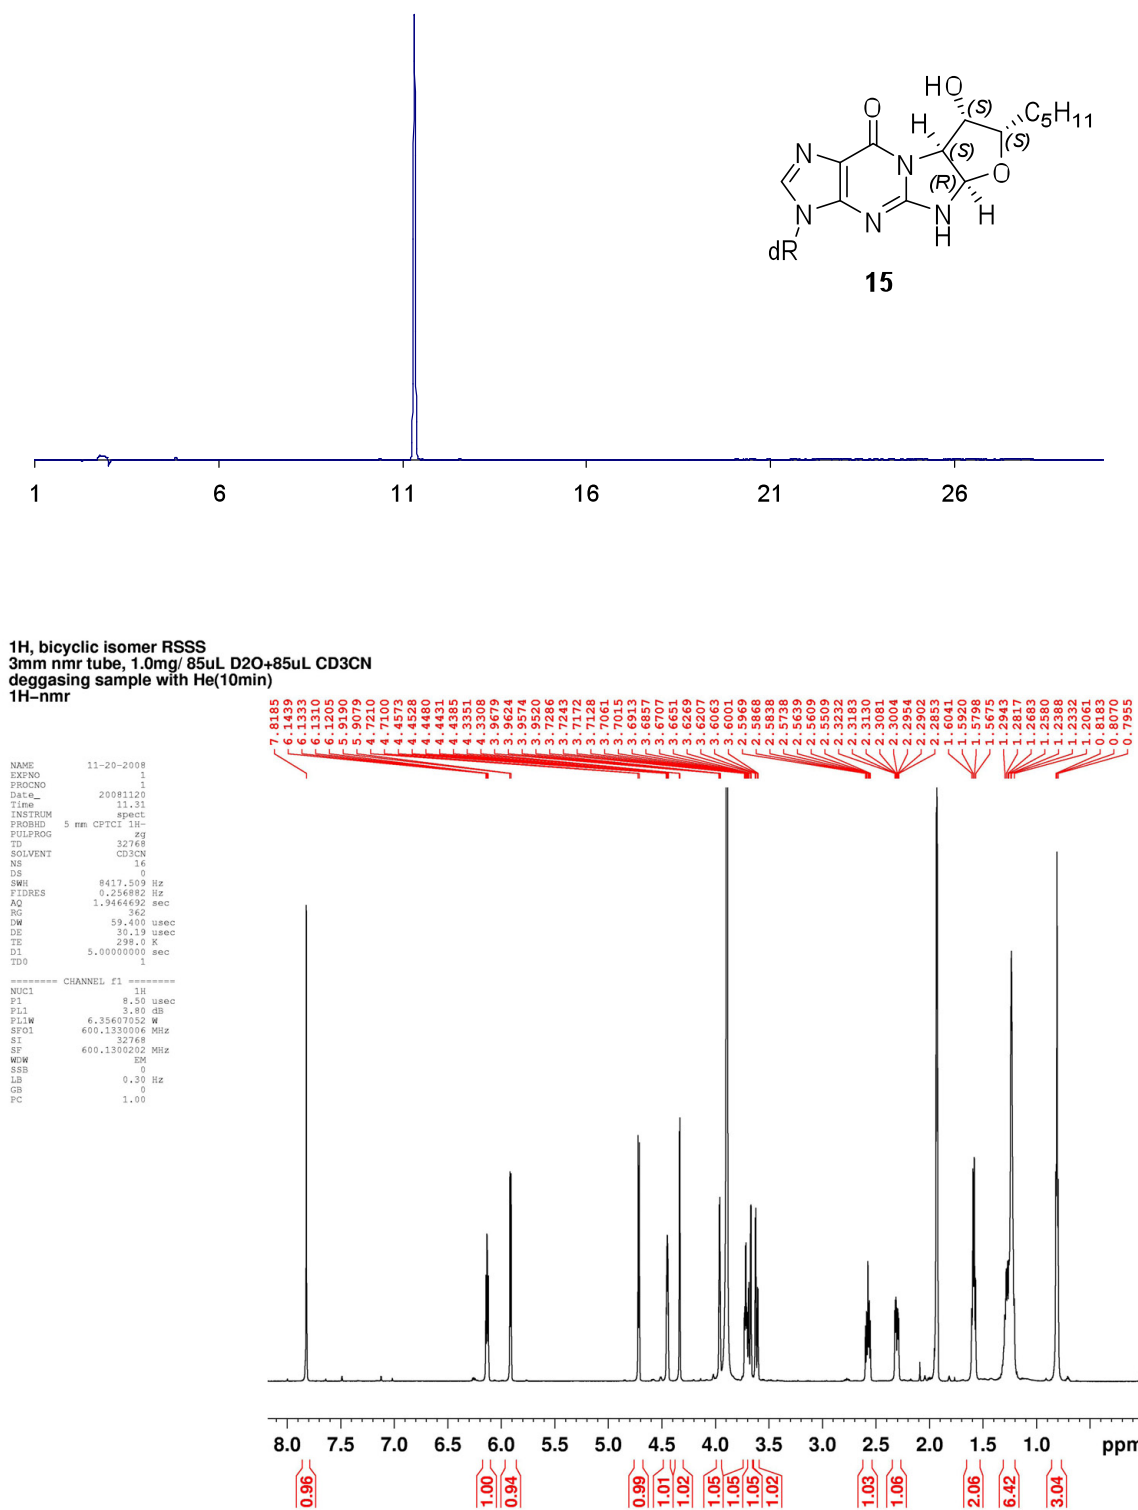 HO
(S)
C5H11
O
H
(S)
(S)
N
N
(R)
O
N
N
N
H
H
dR
15
1 6 11 16 21 26
1H, bicyclic isomer RSSS
3mm nmr tube, 1.0mg/ 85uL D2O+85uL CD3CN
deggasing sample with He(10min)
1H-nmr
7.8185
6.1439
6.1333
6.1310
6.1205
5.9190
5.9079
4.7210
4.7100
4.4573
4.4528
4.4480
4.4431
4.4385
4.3351
4.3308
3.9679
3.9624
3.9574
3.9520
3.7286
3.7243
3.7172
3.7128
3.7061
3.7015
3.6913
3.6857
3.6707
3.6651
3.6269
3.6207
3.6063
3.6001
2.5969
2.5868
2.5838
2.5738
2.5639
2.5609
2.5509
2.3232
2.3183
2.3130
2.3081
2.3004
2.2954
2.2902
2.2853
1.6041
1.5920
1.5798
1.5675
1.2943
1.2817
1.2683
1.2580
1.2388
1.2332
1.2061
0.8183
0.8070
0.7955
NAME 11-20-2008
EXPNO 1
PROCNO 1
Date_ 20081120
Time 11.31
INSTRUM spect
PROBHD 5 mm CPTCI 1H-
PULPROG zg
TD 32768
SOLVENT CD3CN
NS 16
DS 0
SWH 8417.509 Hz
FIDRES 0.256882 Hz
AQ 1.9464692 sec
RG 362
DW 59.400 usec
DE 30.19 usec
TE 298.0 K
D1 5.00000000 sec
TD0 1
======== CHANNEL f1 ========
NUC1 1H
P1 8.50 usec
PL1 3.80 dB
PL1W 6.35607052 W
SFO1 600.1330006 MHz
SI 32768
SF 600.1300202 MHz
WDW EM
SSB 0
LB 0.30 Hz
GB 0
PC 1.00
8.0 7.5 7.0 6.5 6.0 5.5 5.0 4.5 4.0 3.5 3.0 2.5 2.0 1.5 1.0 ppm
0.96
1.00
0.94
0.99
1.01
1.02
1.05
1.05
1.05
1.02
1.03
1.06
2.06
6.42
3.04